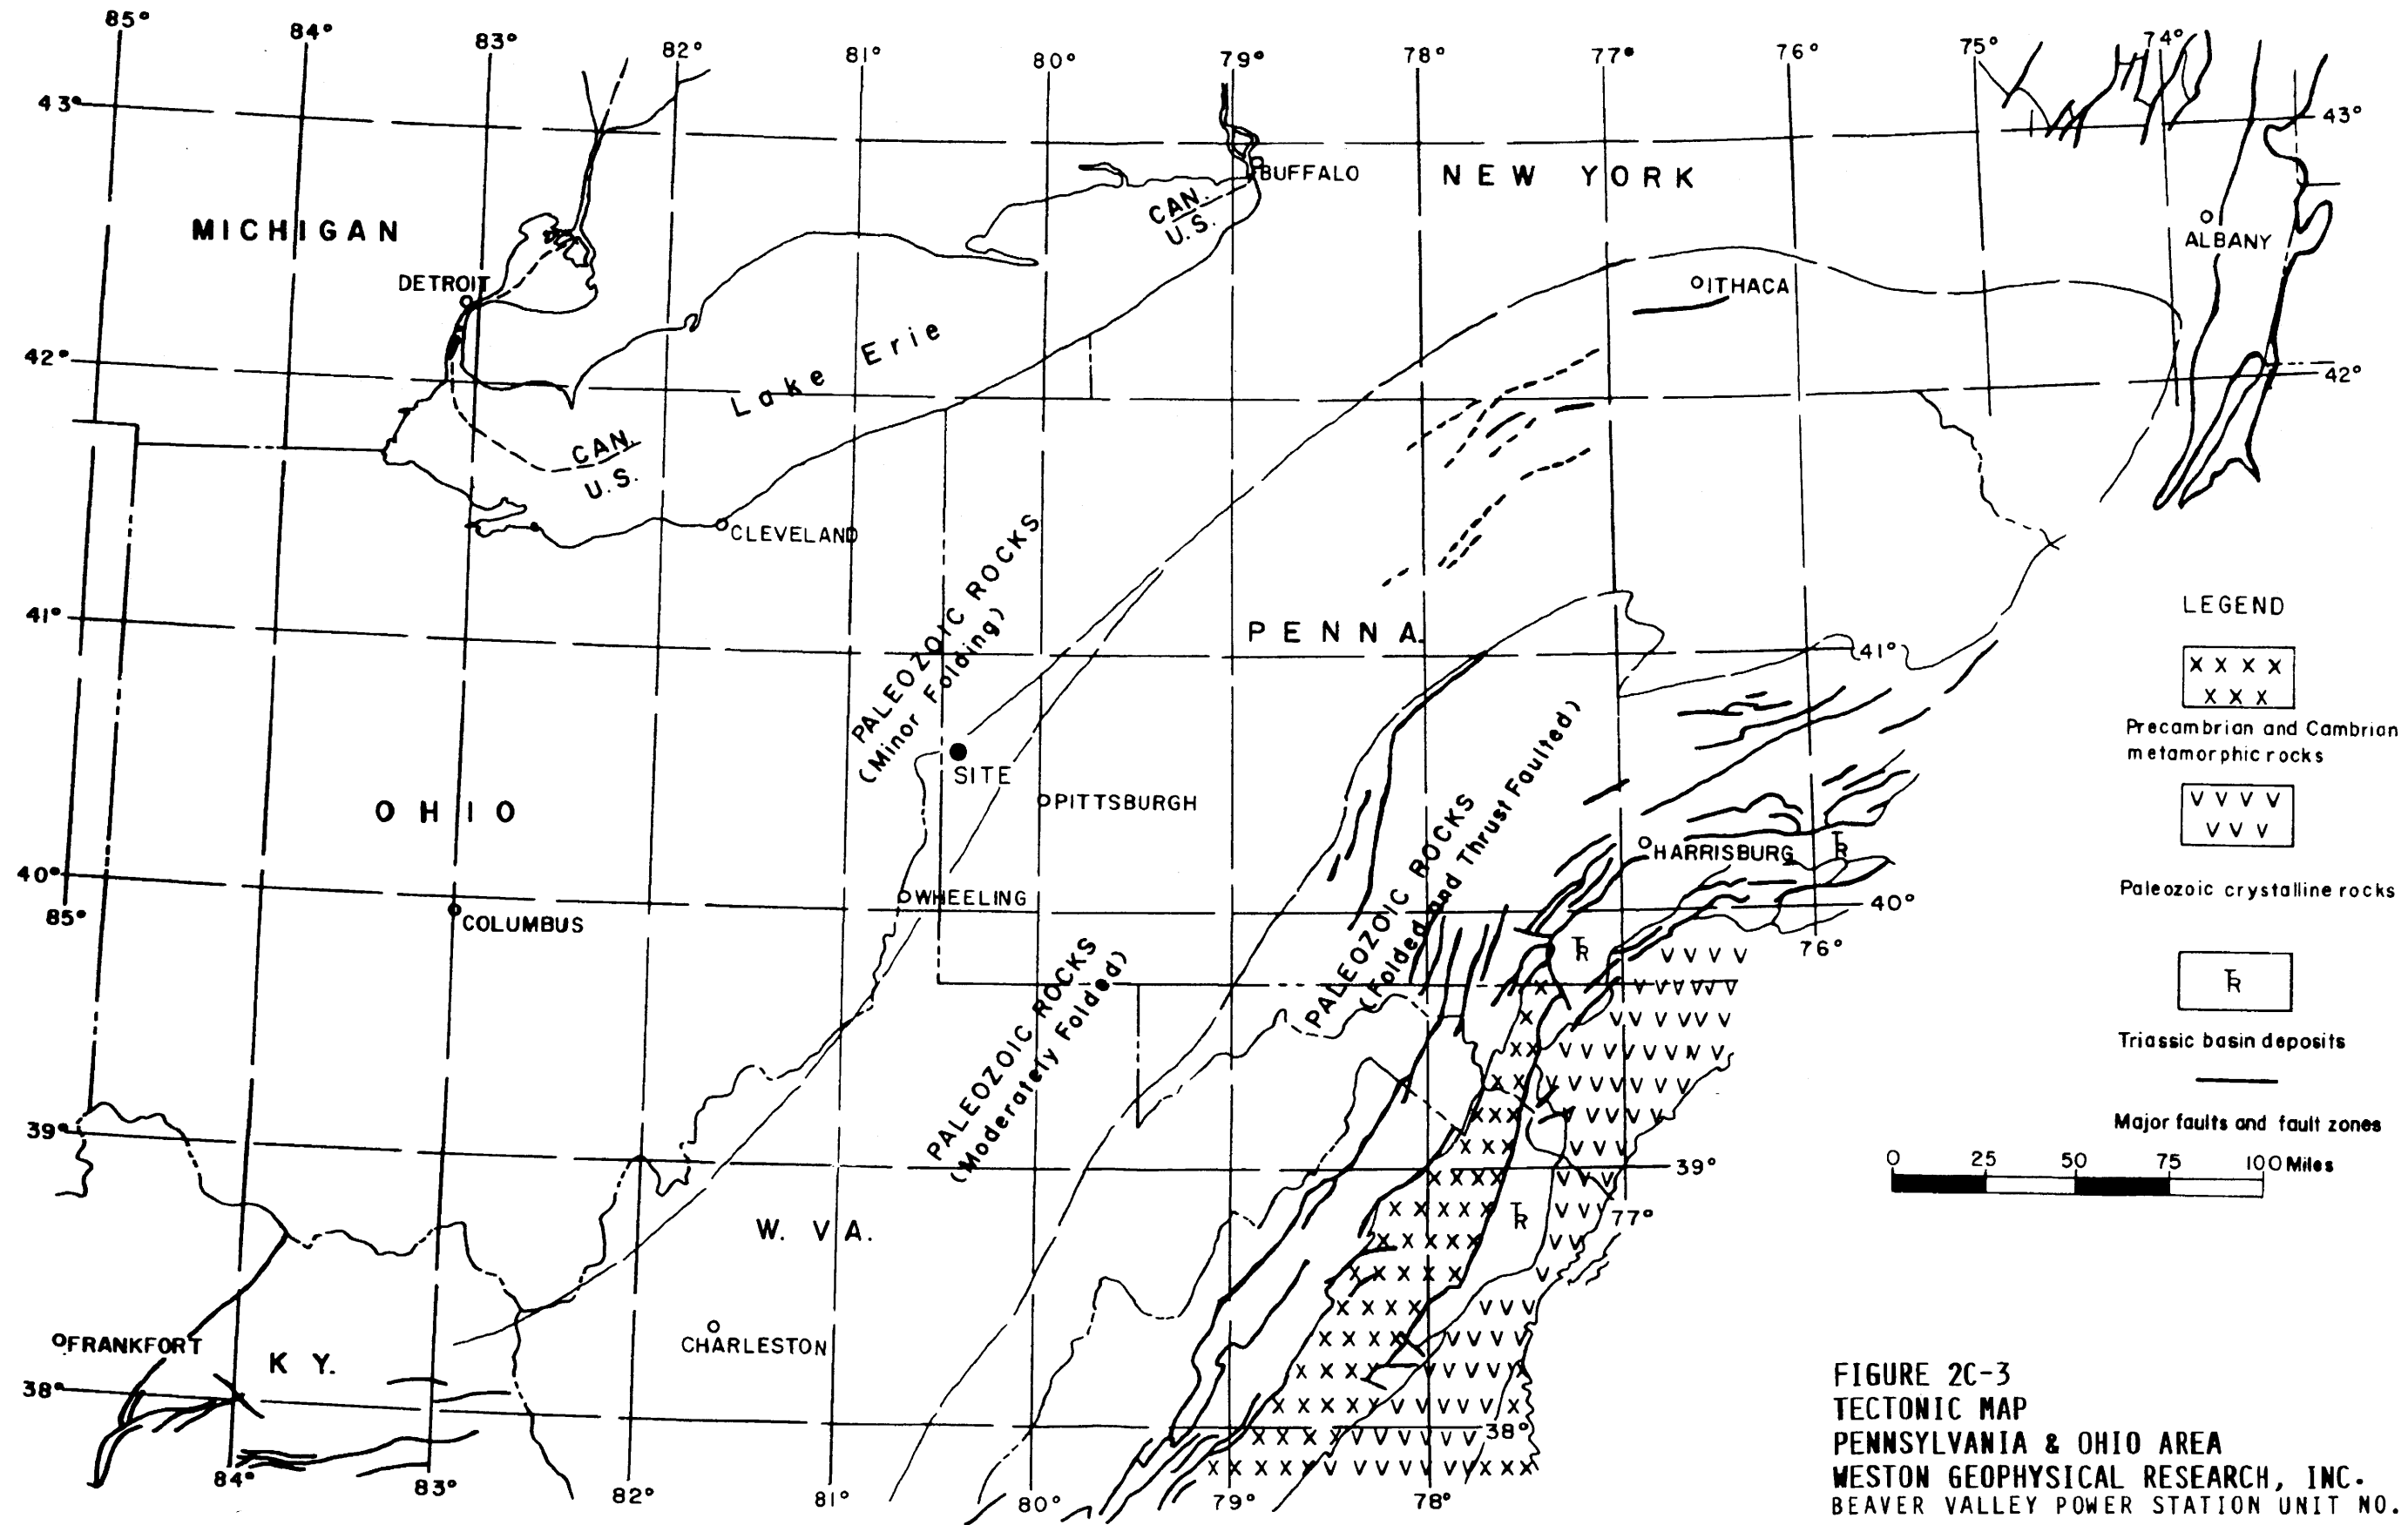 85° 84° 83° 82° 81° 80° 79° 78° 77° 76° 75° 74°
43° 43°
MICHIGAN
DETROIT
BUFFALO
CAN.
U.S.
NEW YORK
ALBANY
ITHACA
Lake Erie
42° 42°
CAN.
U.S.
CLEVELAND
41° 41°
PENNA.
PALEOZOIC ROCKS
(Minor Folding)
SITE
OHIO
PITTSBURGH
PALEOZOIC ROCKS
(Folded and Thrust Faulted)
HARRISBURG
TR
40° 40°
85°
WHEELING
COLUMBUS
76°
TR
PALEOZOIC ROCKS
(Moderately Folded)
39° 39°
W. VA.
TR
77°
CHARLESTON
FRANKFORT
KY.
38° 38°
84° 83° 82° 81° 80° 79° 78°
LEGEND
X X X X
X X X
Precambrian and Cambrian
metamorphic rocks
V V V V
V V V
Paleozoic crystalline rocks
TR
Triassic basin deposits
Major faults and fault zones
0 25 50 75 100 Miles
FIGURE 2C-3
TECTONIC MAP
PENNSYLVANIA & OHIO AREA
WESTON GEOPHYSICAL RESEARCH, INC.
BEAVER VALLEY POWER STATION UNIT NO.